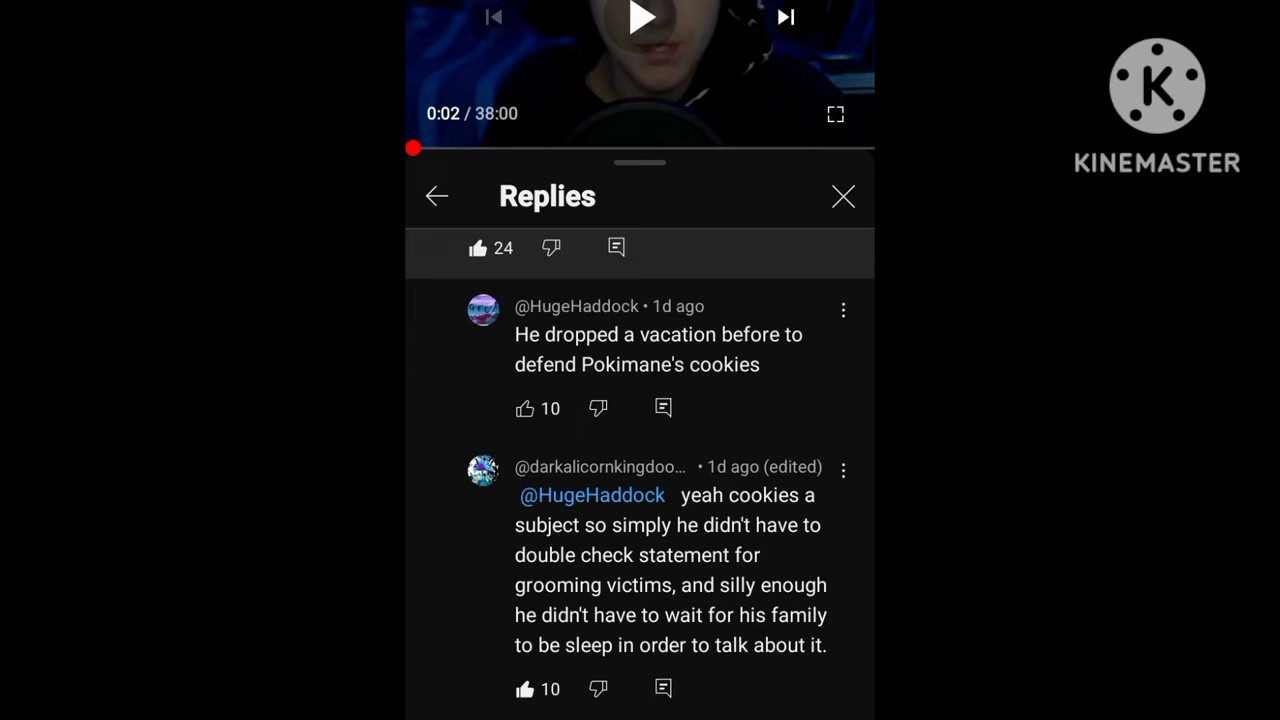 0:02 / 38:00
KINEMASTER
Replies
24
@HugeHaddock • 1d ago
He dropped a vacation before to
defend Pokimane's cookies
10
@darkalicornkingdoo... • 1d ago (edited)
@HugeHaddock yeah cookies a
subject so simply he didn't have to
double check statement for
grooming victims, and silly enough
he didn't have to wait for his family
to be sleep in order to talk about it.
10